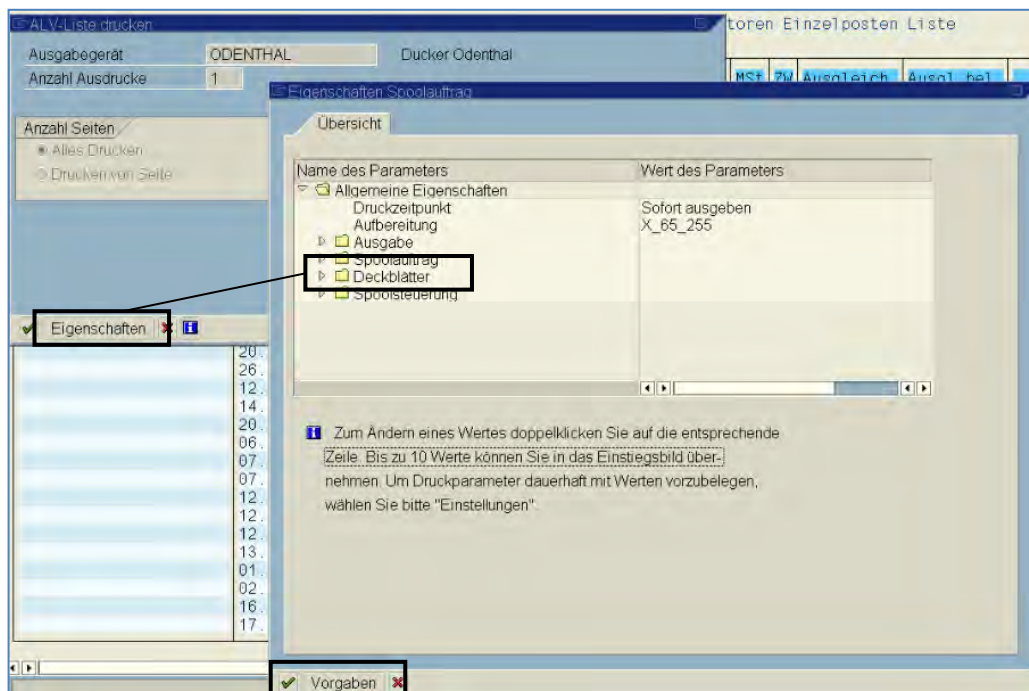 ALV-Liste drucken
Ausgabegerät ODENTHAL Ducker Odenthal
Anzahl Ausdrucke 1
Anzahl Seiten
Alles Drucken
Drucken von Seite
toren Einzelposten Liste
MSt ZW Ausgleich Ausgl.bel.
Eigenschaften Spoolauftrag
Übersicht
Name des Parameters Wert des Parameters
Allgemeine Eigenschaften
Druckzeitpunkt Sofort ausgeben
Aufbereitung X_65_255
Ausgabe
Spoolauftrag
Deckblätter
Spoolsteuerung
Zum Ändern eines Wertes doppelklicken Sie auf die entsprechende
Zeile. Bis zu 10 Werte können Sie in das Einstiegsbild über-
nehmen. Um Druckparameter dauerhaft mit Werten vorzubelegen,
wählen Sie bitte "Einstellungen".
Eigenschaften
20.
26.
12.
14.
20.
06.
07.
07.
12.
12.
12.
13.
01.
02.
16.
17.
Vorgaben